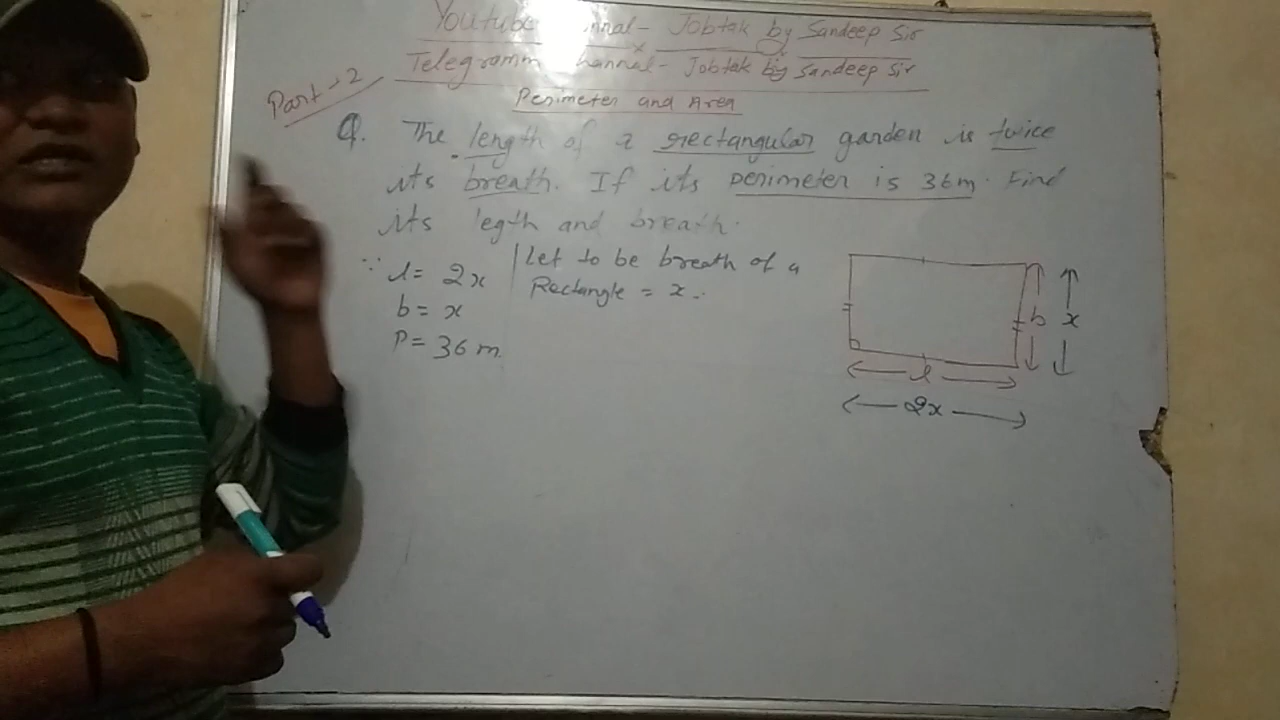 Youtube nnal- Jobtak by Sandeep Sir
Telegramm hannal- Jobtak by Sandeep Sir
Part-2
Perimeter and Area
Q. The length of a rectangular garden is twice
its breath. If its perimeter is 36m. Find
its legth and breath.
∵ l = 2x
b = x
P = 36 m.
Let to be breath of a
Rectangle = x.
b x
l
2x